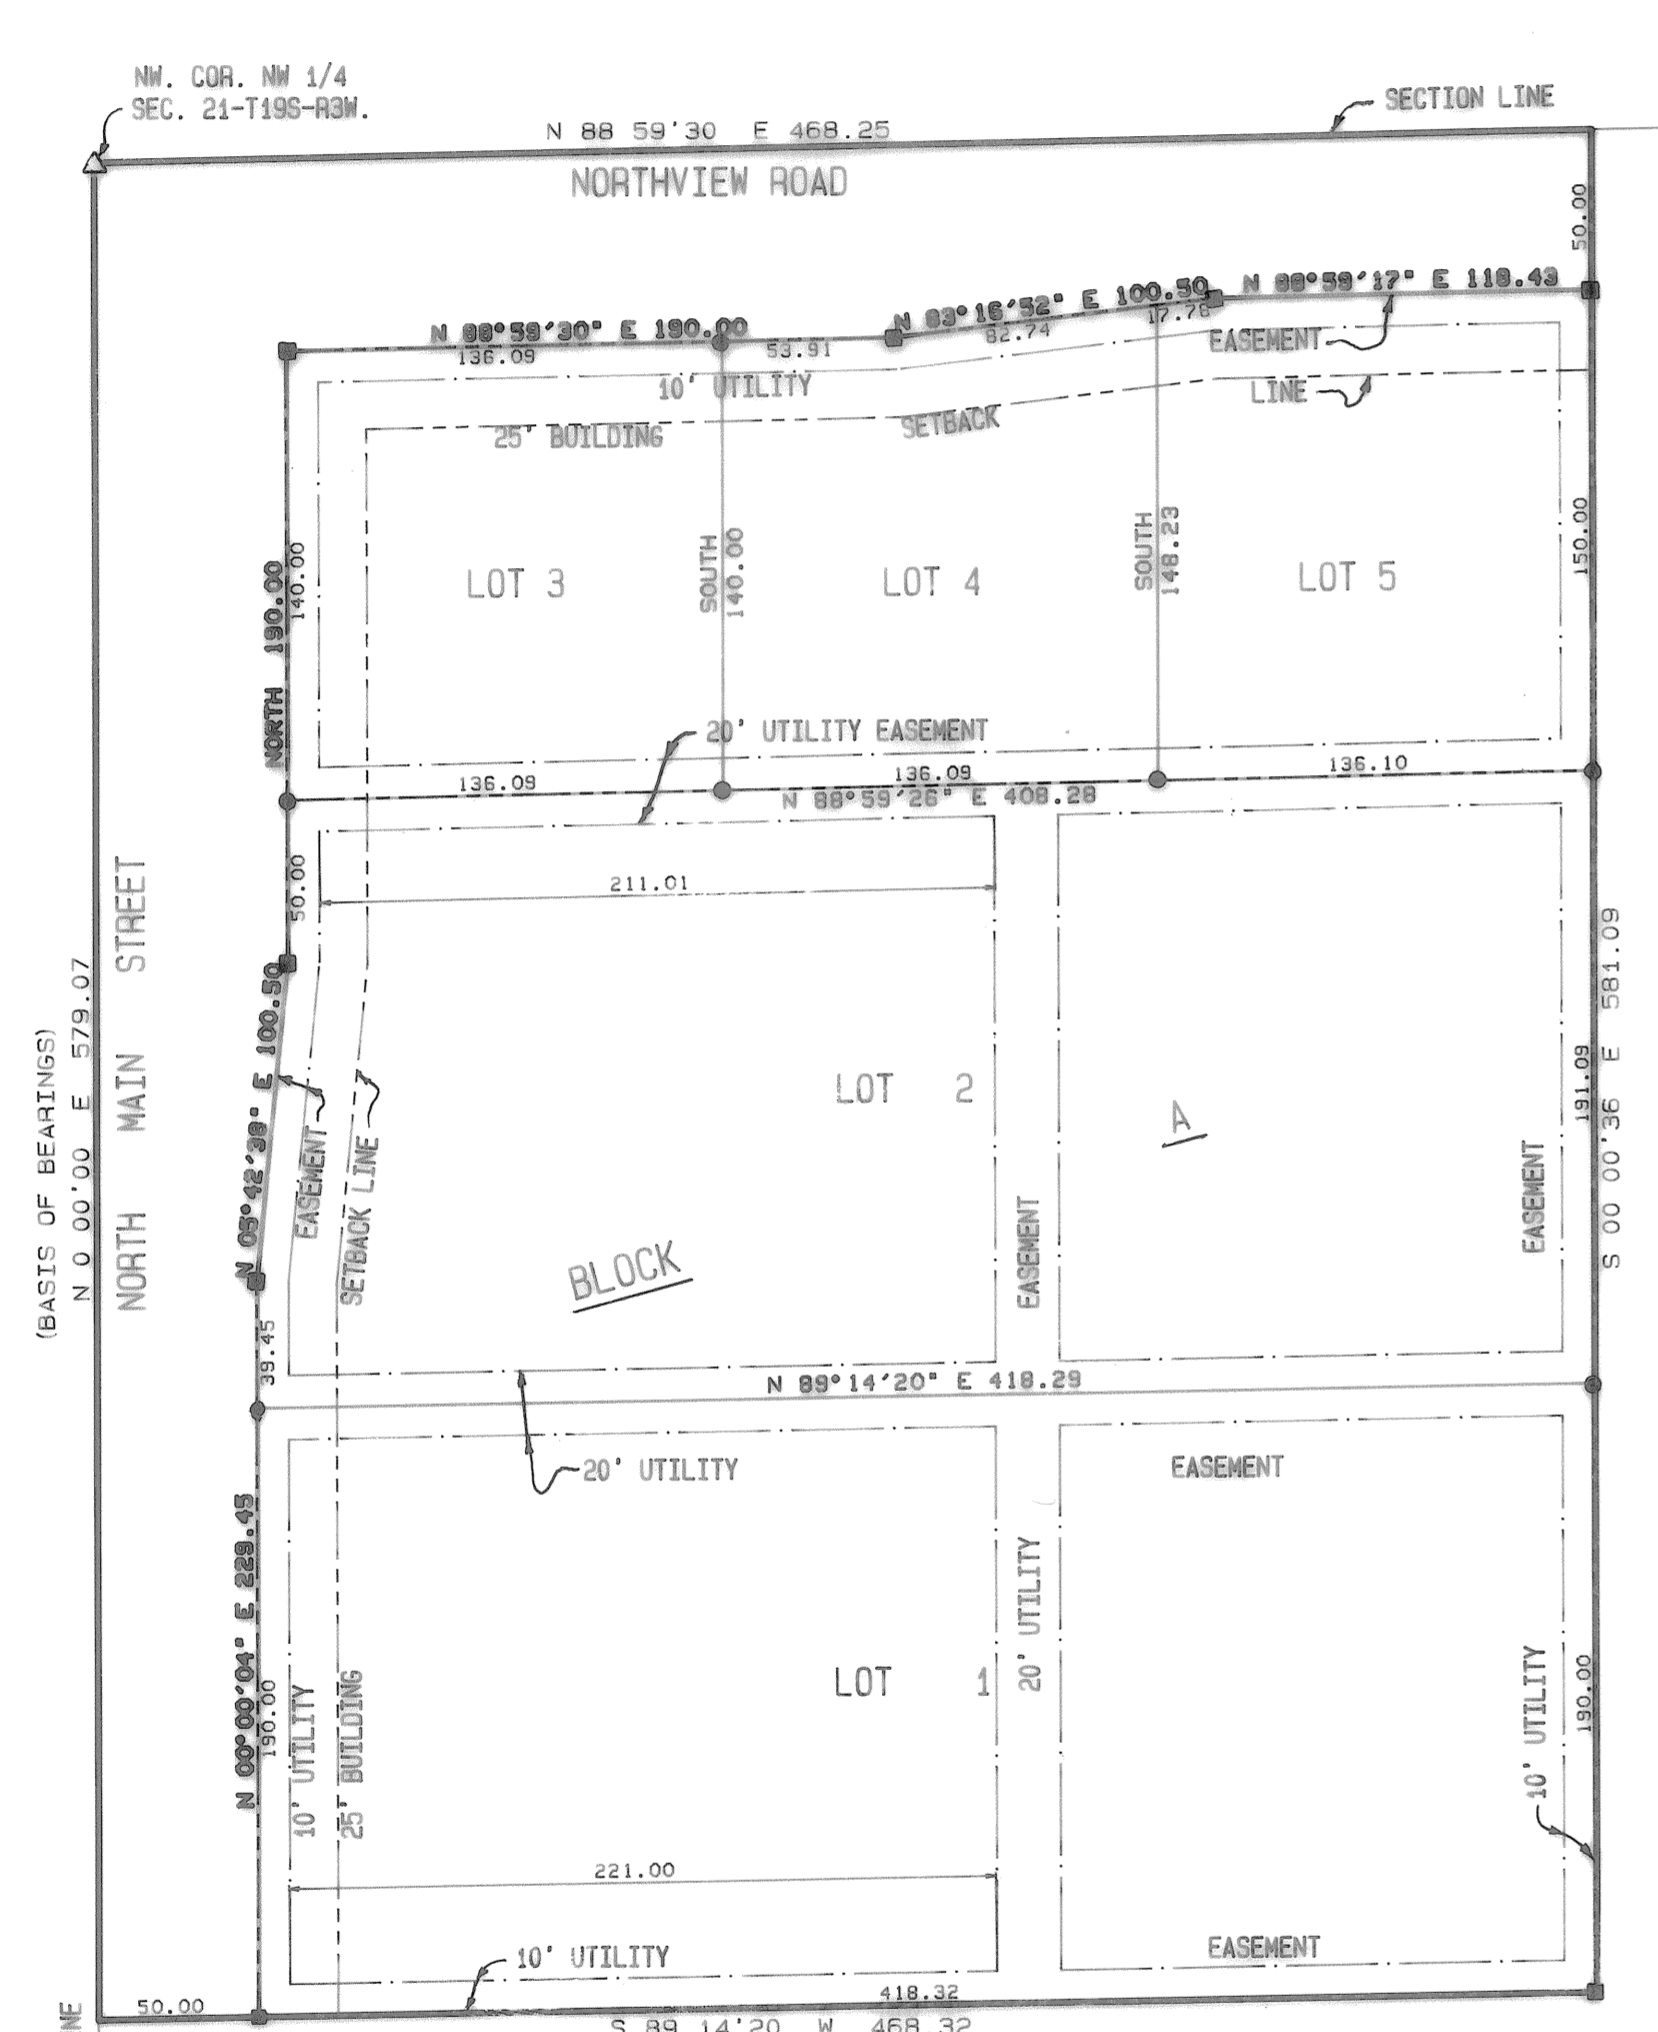 NW. COR. NW 1/4
SEC. 21-T19S-R3W.
SECTION LINE
N 88 59'30 E 468.25
NORTHVIEW ROAD
50.00
N 88°59'17" E 118.43
N 83°16'52" E 100.50
N 88°59'30" E 190.00
136.09
53.91
82.74
17.78
EASEMENT
10' UTILITY
LINE
SETBACK
25' BUILDING
NORTH 190.00
140.00
LOT 3
SOUTH
140.00
LOT 4
SOUTH
148.23
LOT 5
150.00
20' UTILITY EASEMENT
136.09
136.09
136.10
N 88°59'26" E 408.28
50.00
211.01
(BASIS OF BEARINGS)
N 0 00'00 E 579.07
NORTH MAIN STREET
N 05°42'38" E 100.50
EASEMENT
SETBACK LINE
LOT 2
BLOCK A
EASEMENT
EASEMENT
191.09
S 00 00'36 E 581.09
39.45
N 89°14'20" E 418.29
20' UTILITY
EASEMENT
N 00°00'04" E 229.45
190.00
10' UTILITY
25' BUILDING
LOT 1
20' UTILITY
10' UTILITY
190.00
221.00
10' UTILITY
EASEMENT
50.00
418.32
S 89 14'20 W 468.32